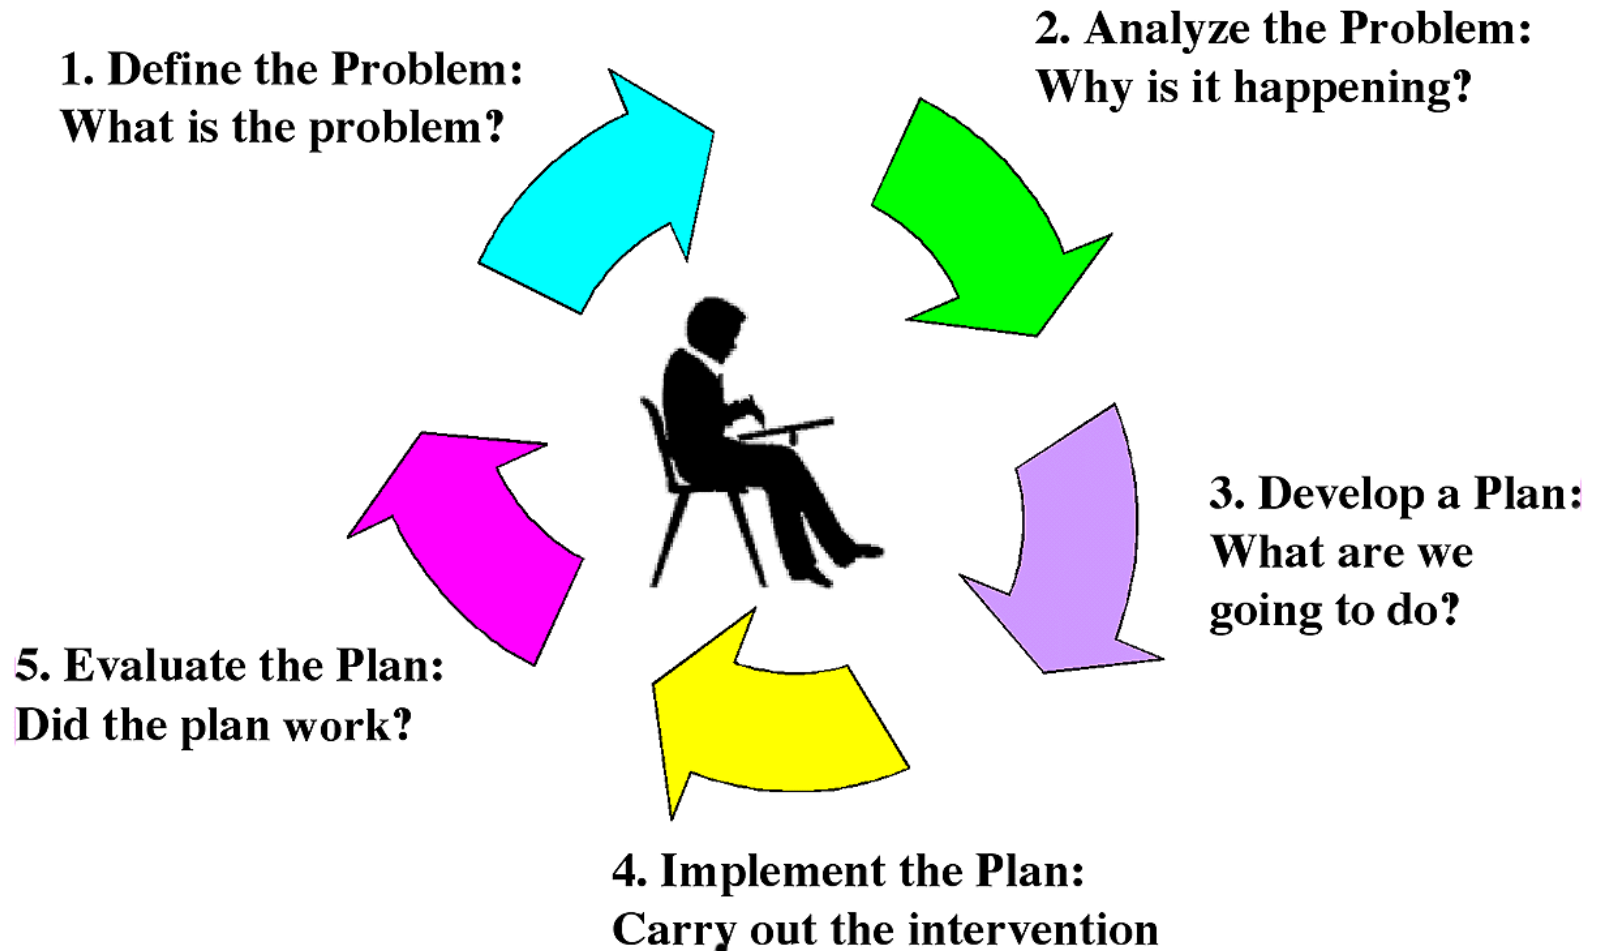 1. Define the Problem:
What is the problem?
2. Analyze the Problem:
Why is it happening?
3. Develop a Plan:
What are we
going to do?
4. Implement the Plan:
Carry out the intervention
5. Evaluate the Plan:
Did the plan work?